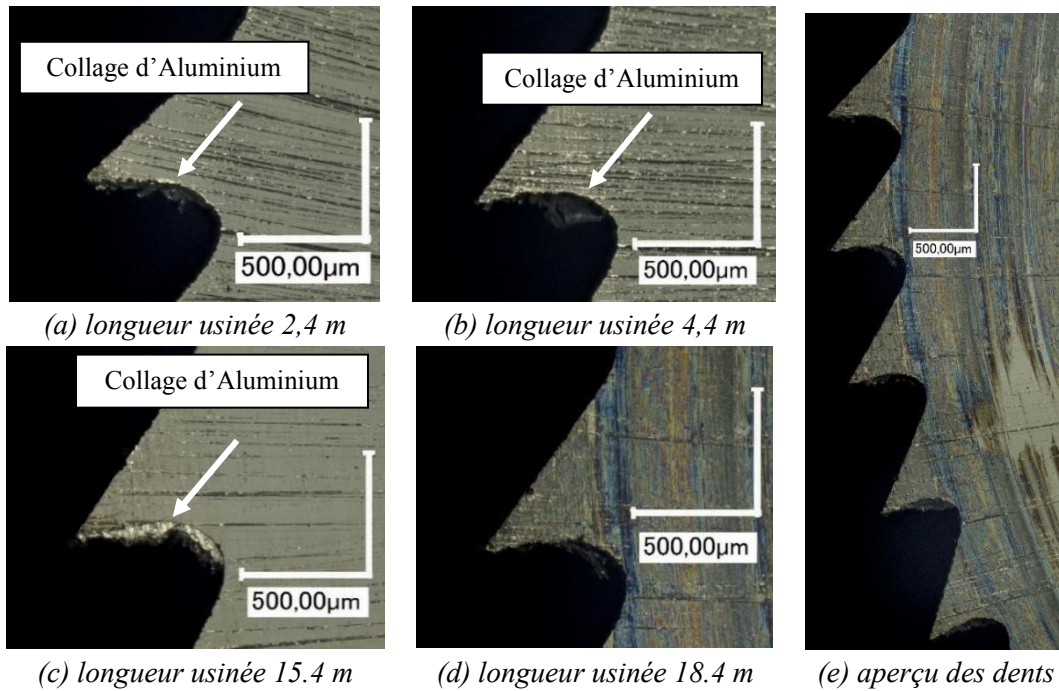 Collage d’Aluminium
500,00µm
(a) longueur usinée 2,4 m
Collage d’Aluminium
500,00µm
(b) longueur usinée 4,4 m
Collage d’Aluminium
500,00µm
(c) longueur usinée 15.4 m
500,00µm
(d) longueur usinée 18.4 m
500,00µm
(e) aperçu des dents